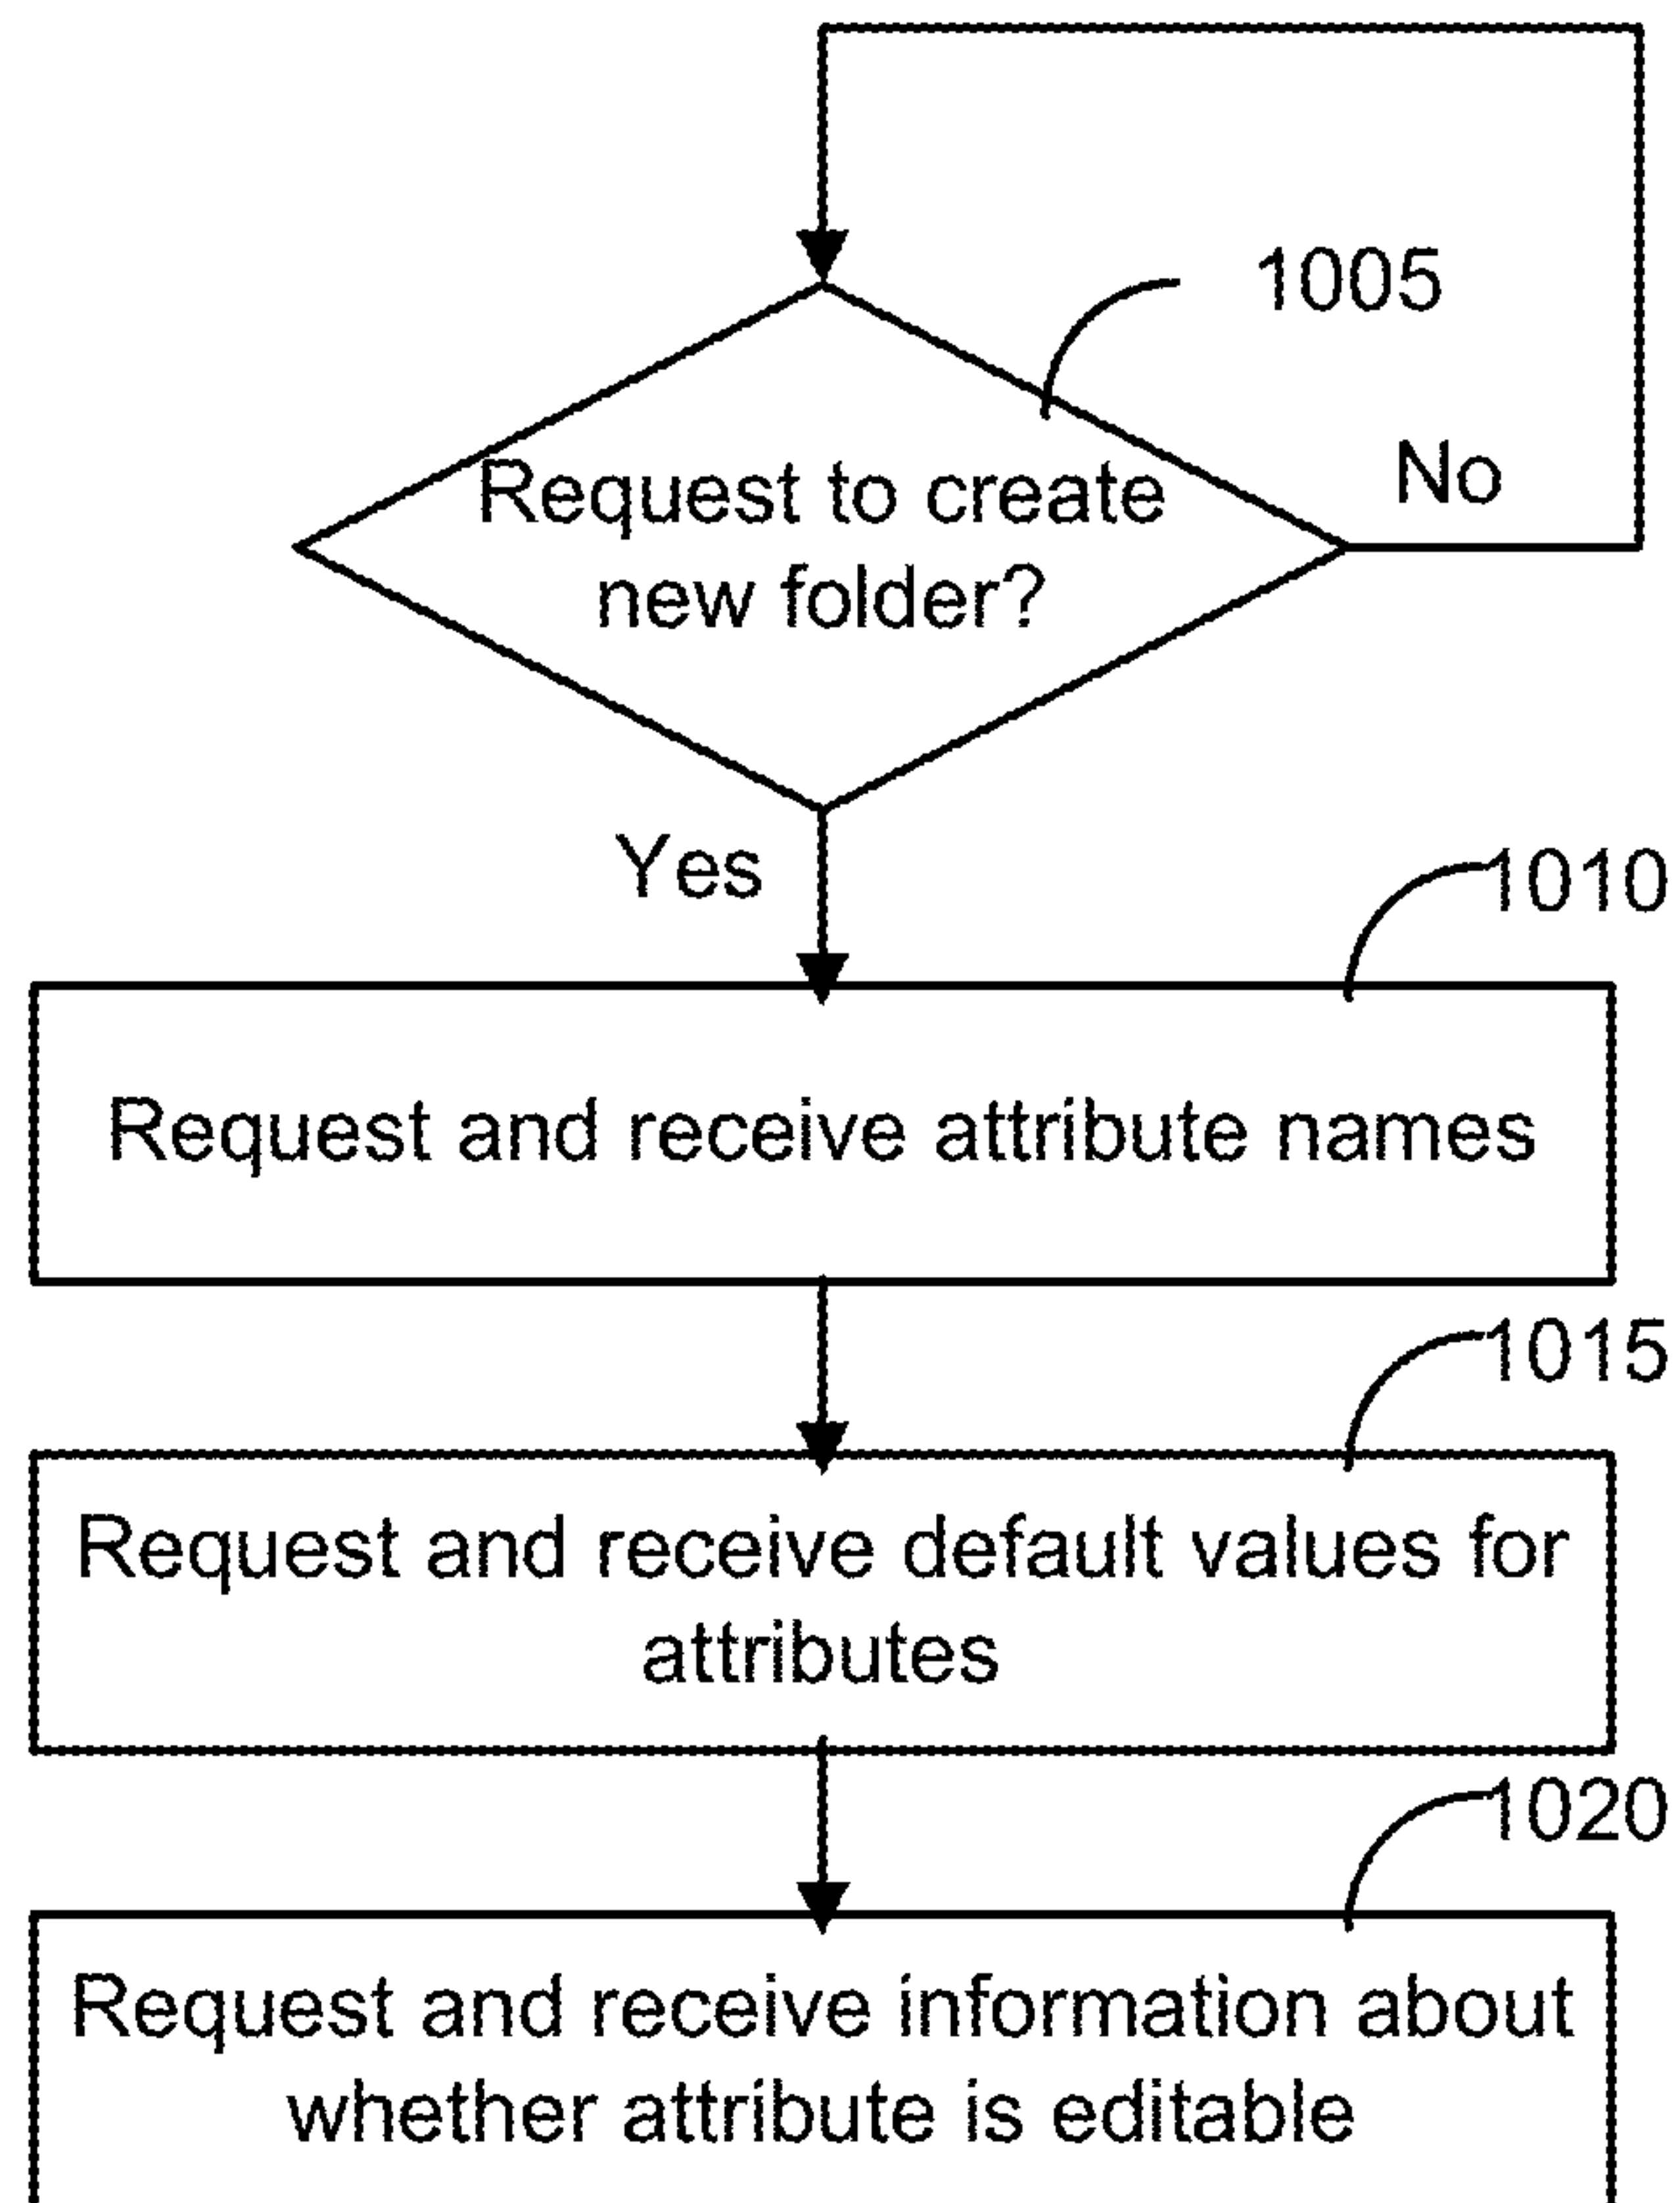 1005
Request to create
new folder?
No
Yes
1010
Request and receive attribute names
1015
Request and receive default values for
attributes
1020
Request and receive information about
whether attribute is editable